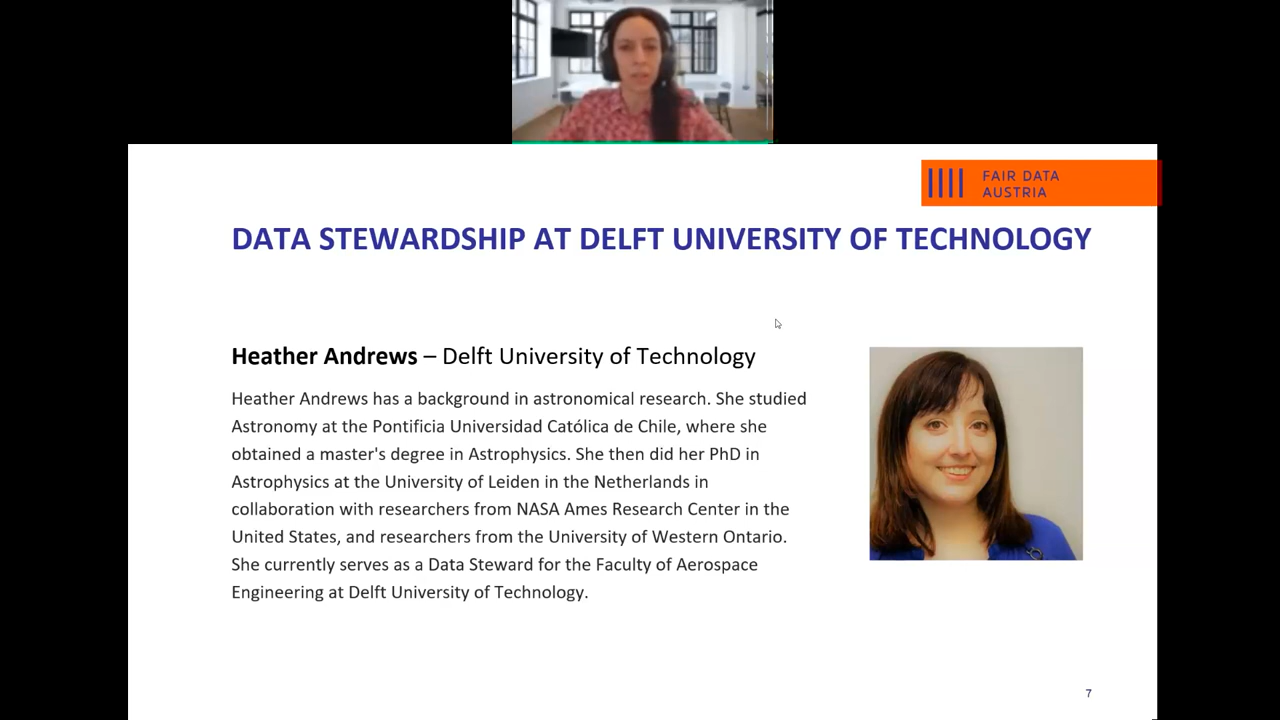 FAIR DATA
AUSTRIA
DATA STEWARDSHIP AT DELFT UNIVERSITY OF TECHNOLOGY
Heather Andrews – Delft University of Technology
Heather Andrews has a background in astronomical research. She studied
Astronomy at the Pontificia Universidad Católica de Chile, where she
obtained a master's degree in Astrophysics. She then did her PhD in
Astrophysics at the University of Leiden in the Netherlands in
collaboration with researchers from NASA Ames Research Center in the
United States, and researchers from the University of Western Ontario.
She currently serves as a Data Steward for the Faculty of Aerospace
Engineering at Delft University of Technology.
7